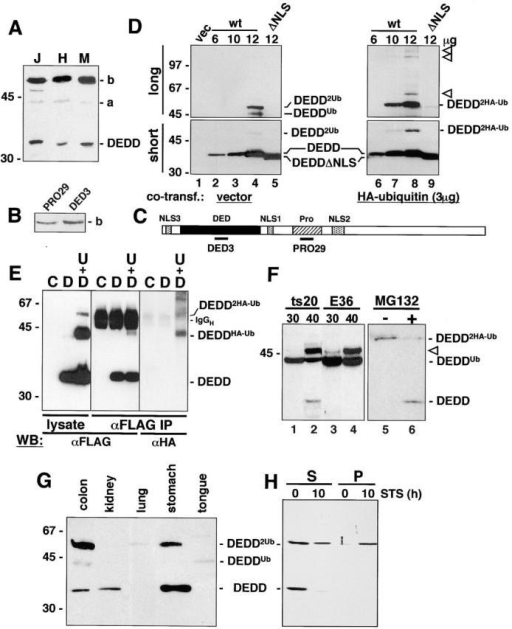 A
J H M
45 -
30 -
- b
- a
- DEDD
B
PRO29
DED3
- b
C
NLS3 DED NLS1 Pro NLS2
DED3
PRO29
D
vec
wt
ΔNLS
6 10 12 12
wt
ΔNLS
6 10 12 12 µg
long
97 -
67 -
45 -
DEDD2Ub
DEDDUb
DEDD2HA-Ub
short
45 -
30 -
DEDD2Ub
DEDD
DEDDΔNLS
- DEDD2HA-Ub
1 2 3 4 5
6 7 8 9
co-transf.: vector
HA-ubiquitin (3µg)
E
C D U+D C D U+D C D U+D
67 -
45 -
30 -
DEDD2HA-Ub
IgGH
- DEDDHA-Ub
- DEDD
lysate αFLAG IP
WB: αFLAG αHA
F
ts20 E36
30 40 30 40
MG132
- +
45 -
- DEDD2HA-Ub
- DEDDUb
- DEDD
1 2 3 4
5 6
G
colon
kidney
lung
stomach
tongue
67 -
45 -
30 -
- DEDD2Ub -
- DEDDUb
- DEDD -
H
S P
0 10 0 10 STS (h)